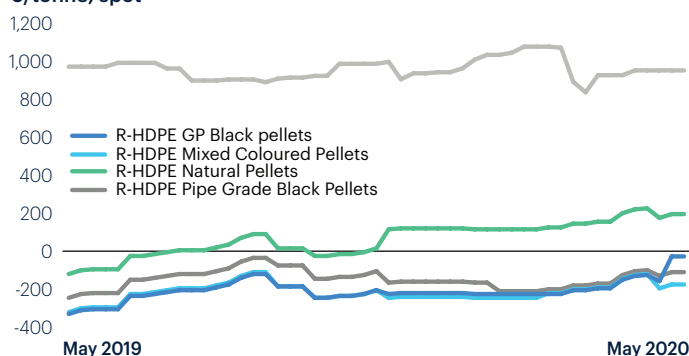 1,200
1,000
800
600
R-HDPE GP Black pellets
R-HDPE Mixed Coloured Pellets
400
R-HDPE Natural Pellets
R-HDPE Pipe Grade Black Pellets
200
0
-200
-400
May 2019 May 2020